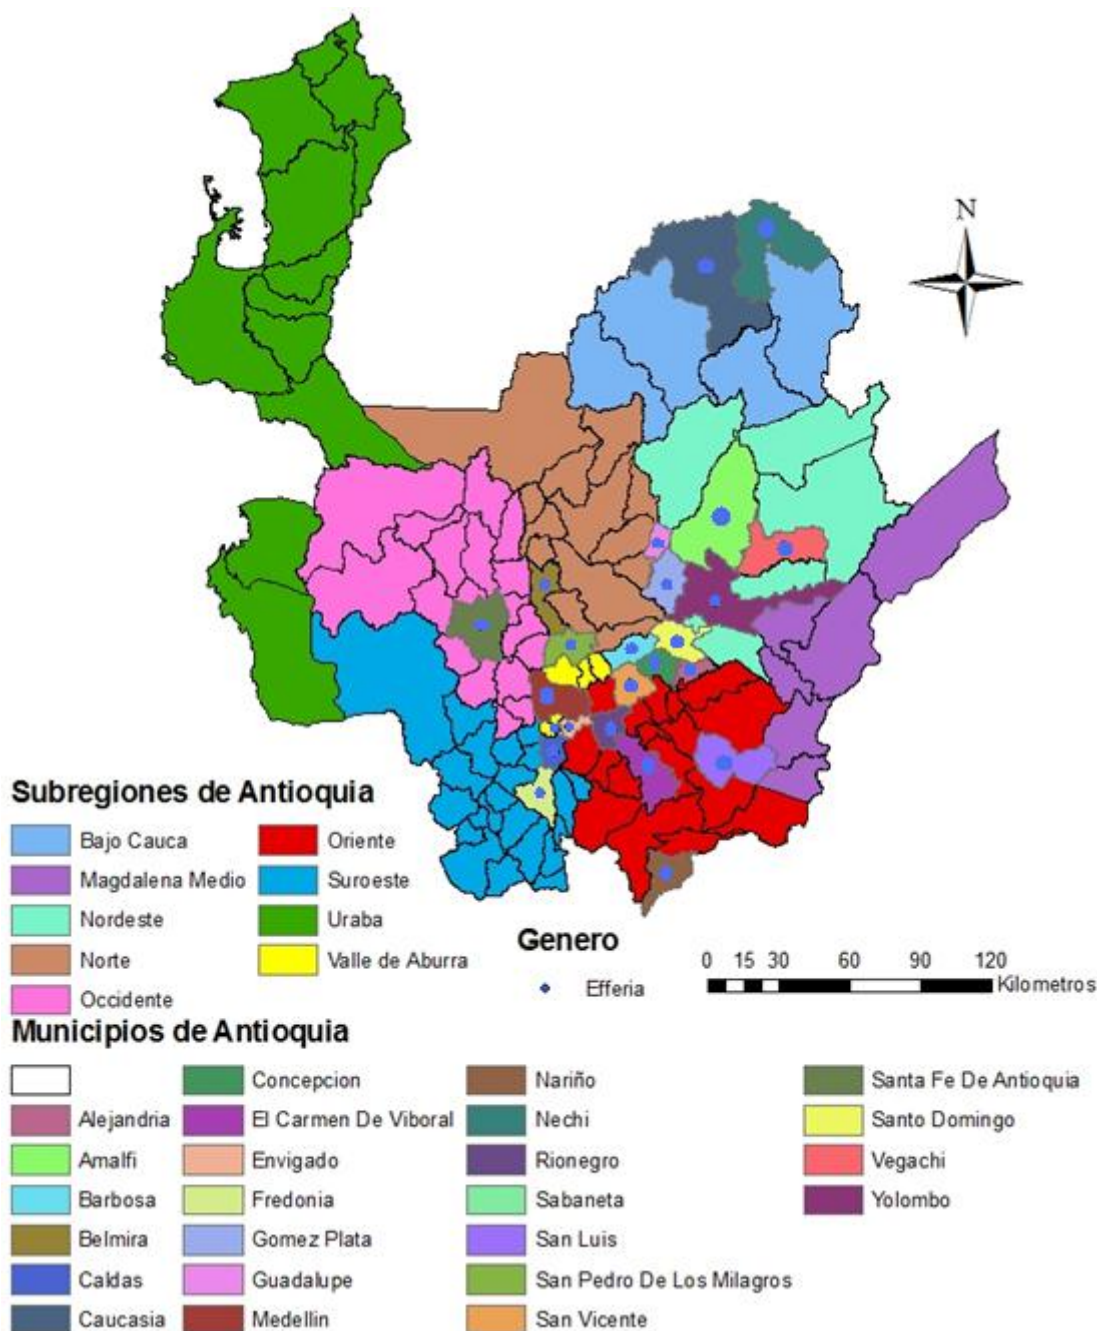 N
Subregiones de Antioquia
Bajo Cauca
Magdalena Medio
Nordeste
Norte
Occidente
Oriente
Suroeste
Uraba
Valle de Aburra
Genero
Efferia
0 15 30 60 90 120
Kilometros
Municipios de Antioquia
Alejandria
Amalfi
Barbosa
Belmira
Caldas
Caucasia
Concepcion
El Carmen De Viboral
Envigado
Fredonia
Gomez Plata
Guadalupe
Medellin
Nariño
Nechi
Rionegro
Sabaneta
San Luis
San Pedro De Los Milagros
San Vicente
Santa Fe De Antioquia
Santo Domingo
Vegachi
Yolombo